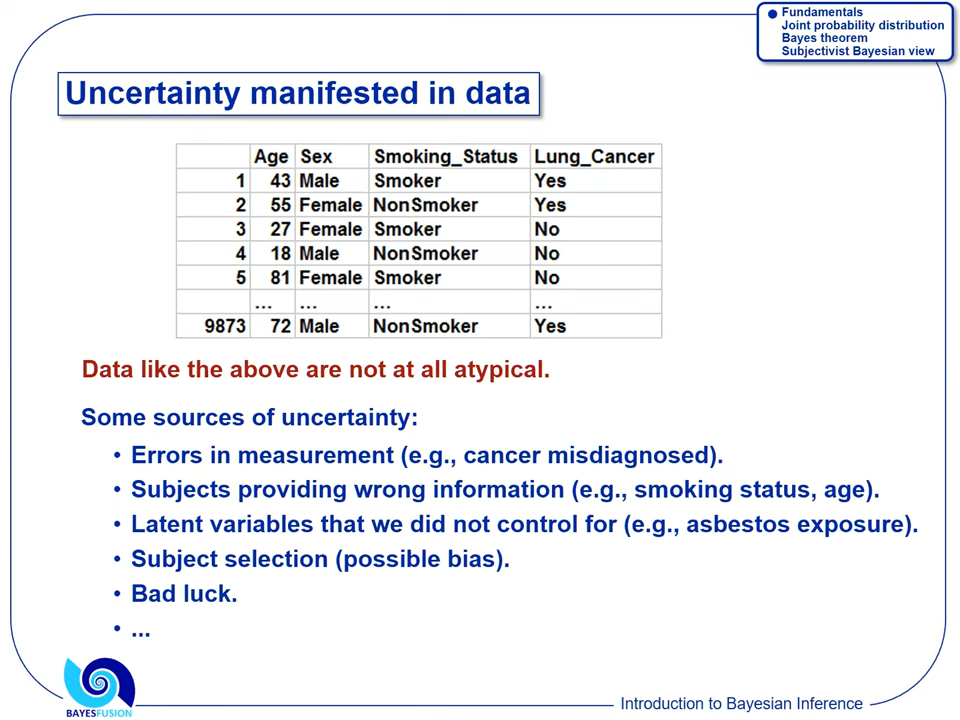 Fundamentals
Joint probability distribution
Bayes theorem
Subjectivist Bayesian view
Uncertainty manifested in data
Age Sex Smoking_Status Lung_Cancer
1 43 Male Smoker Yes
2 55 Female NonSmoker Yes
3 27 Female Smoker No
4 18 Male NonSmoker No
5 81 Female Smoker No
... ... ... ...
9873 72 Male NonSmoker Yes
Data like the above are not at all atypical.
Some sources of uncertainty:
• Errors in measurement (e.g., cancer misdiagnosed).
• Subjects providing wrong information (e.g., smoking status, age).
• Latent variables that we did not control for (e.g., asbestos exposure).
• Subject selection (possible bias).
• Bad luck.
• ...
BAYESFUSION
Introduction to Bayesian Inference